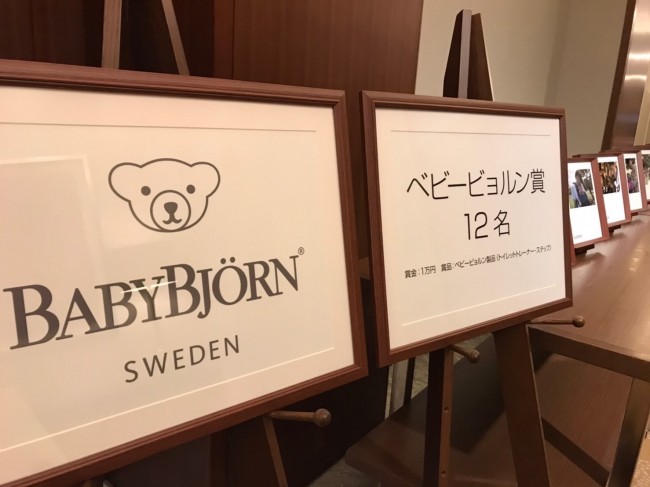 BABYBJÖRN®
SWEDEN
ベビービョルン賞
12名
賞金：1万円　賞品：ベビービョルン製品（トイレットトレーナー・ステップ）